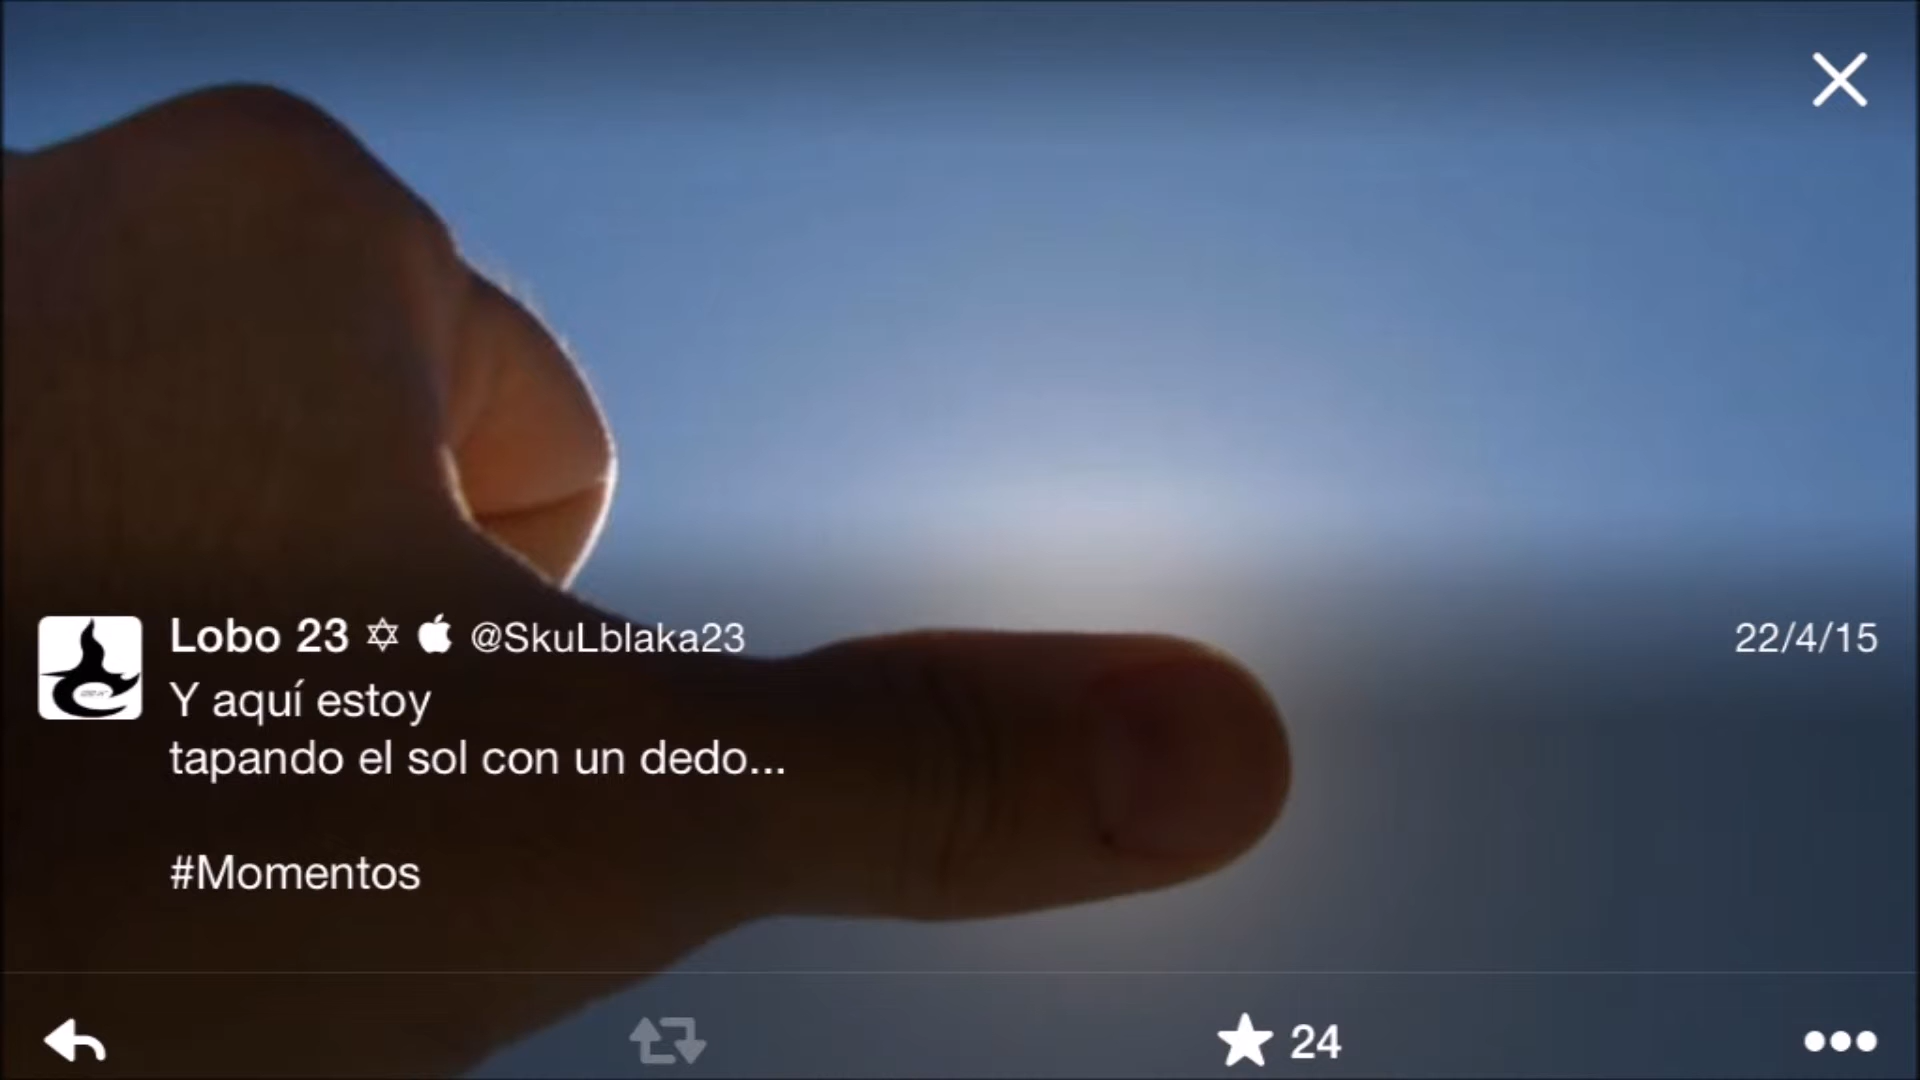 Lobo 23 ✡  @SkuLblaka23
22/4/15
Y aquí estoy
tapando el sol con un dedo...
#Momentos
24